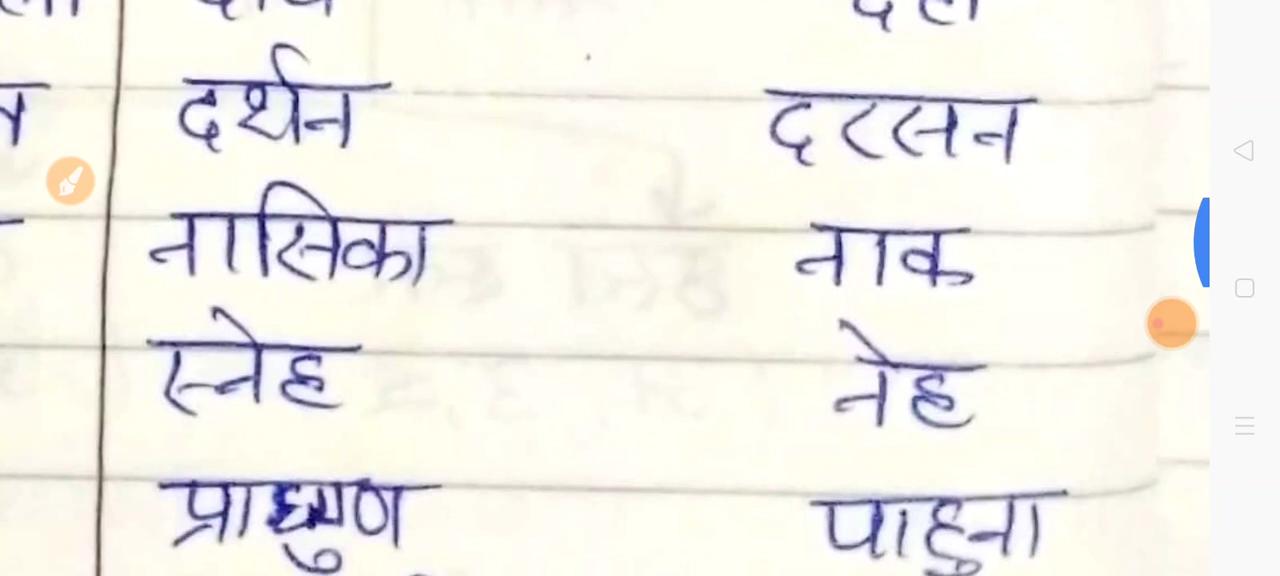 दर्शन दरसन
नासिका नाक
स्नेह नेह
पाहुना